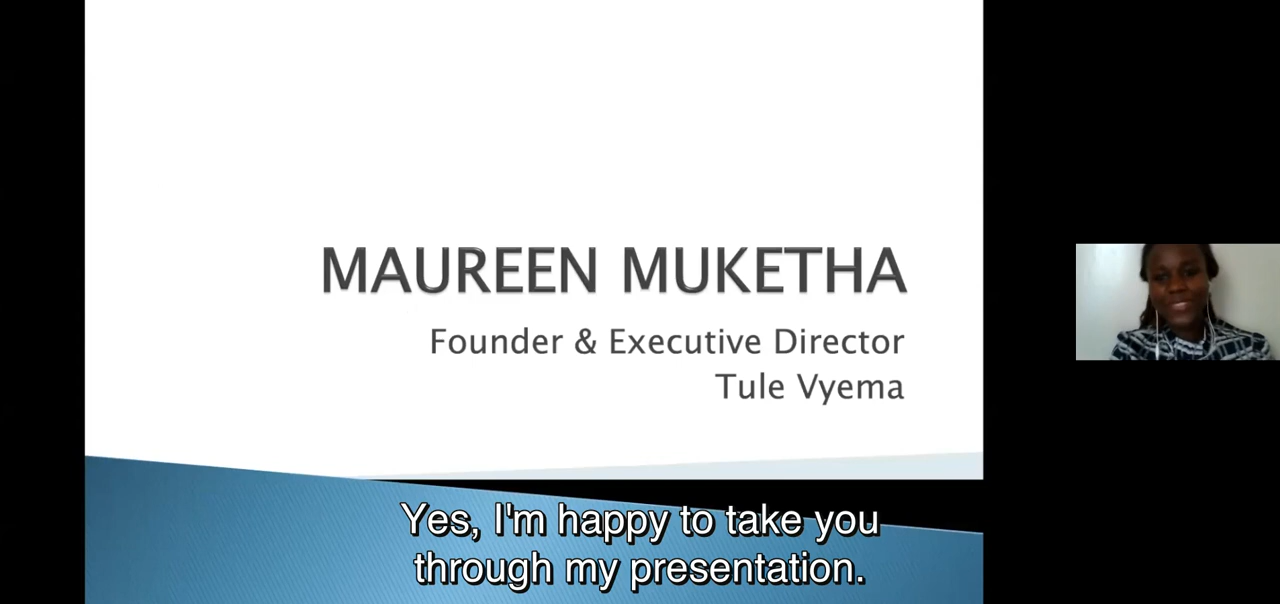 MAUREEN MUKETHA
Founder & Executive Director
Tule Vyema
Yes, I'm happy to take you
through my presentation.